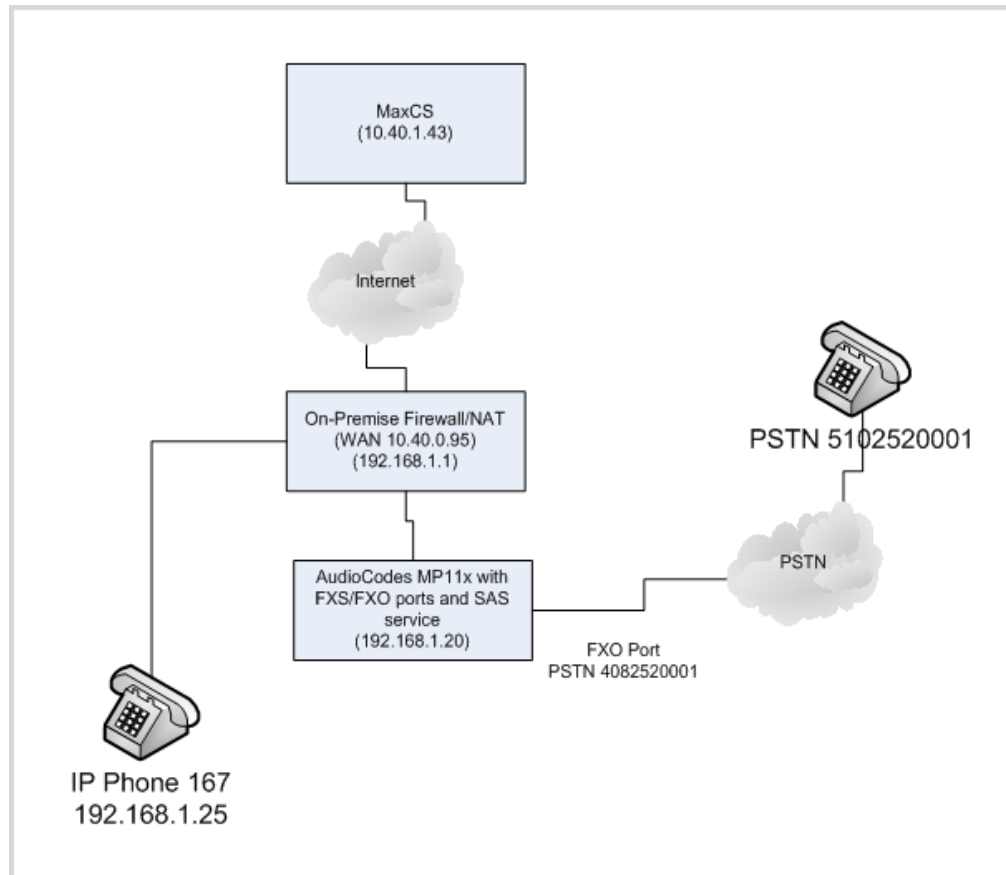 MaxCS
(10.40.1.43)
Internet
On-Premise Firewall/NAT
(WAN 10.40.0.95)
(192.168.1.1)
PSTN 5102520001
PSTN
AudioCodes MP11x with
FXS/FXO ports and SAS
service
(192.168.1.20)
FXO Port
PSTN 4082520001
IP Phone 167
192.168.1.25